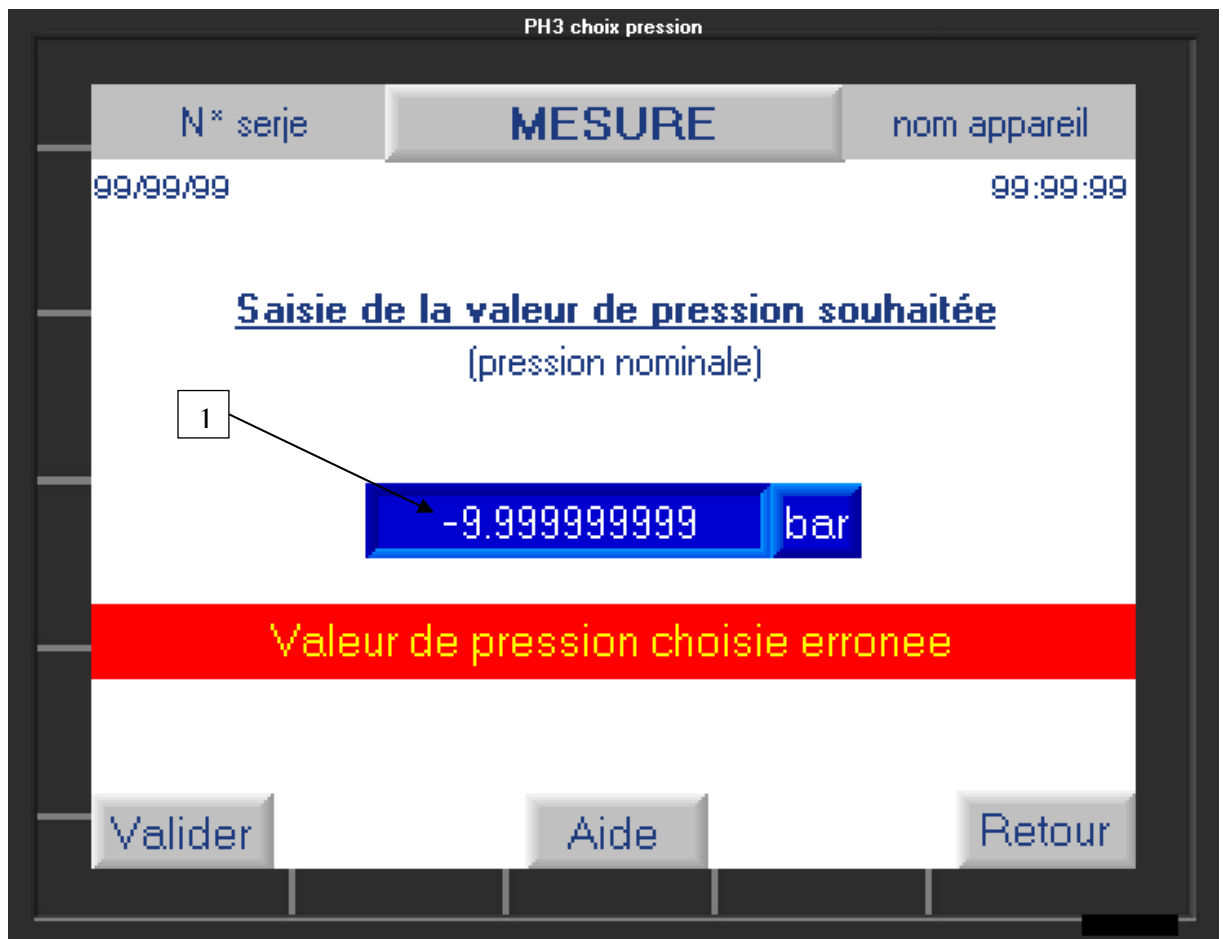 PH3 choix pression
N* serje MESURE nom appareil
99/99/99 99:99:99
Saisie de la valeur de pression souhaitée
(pression nominale)
1
-9.999999999 bar
Valeur de pression choisie erronee
Valider Aide Retour